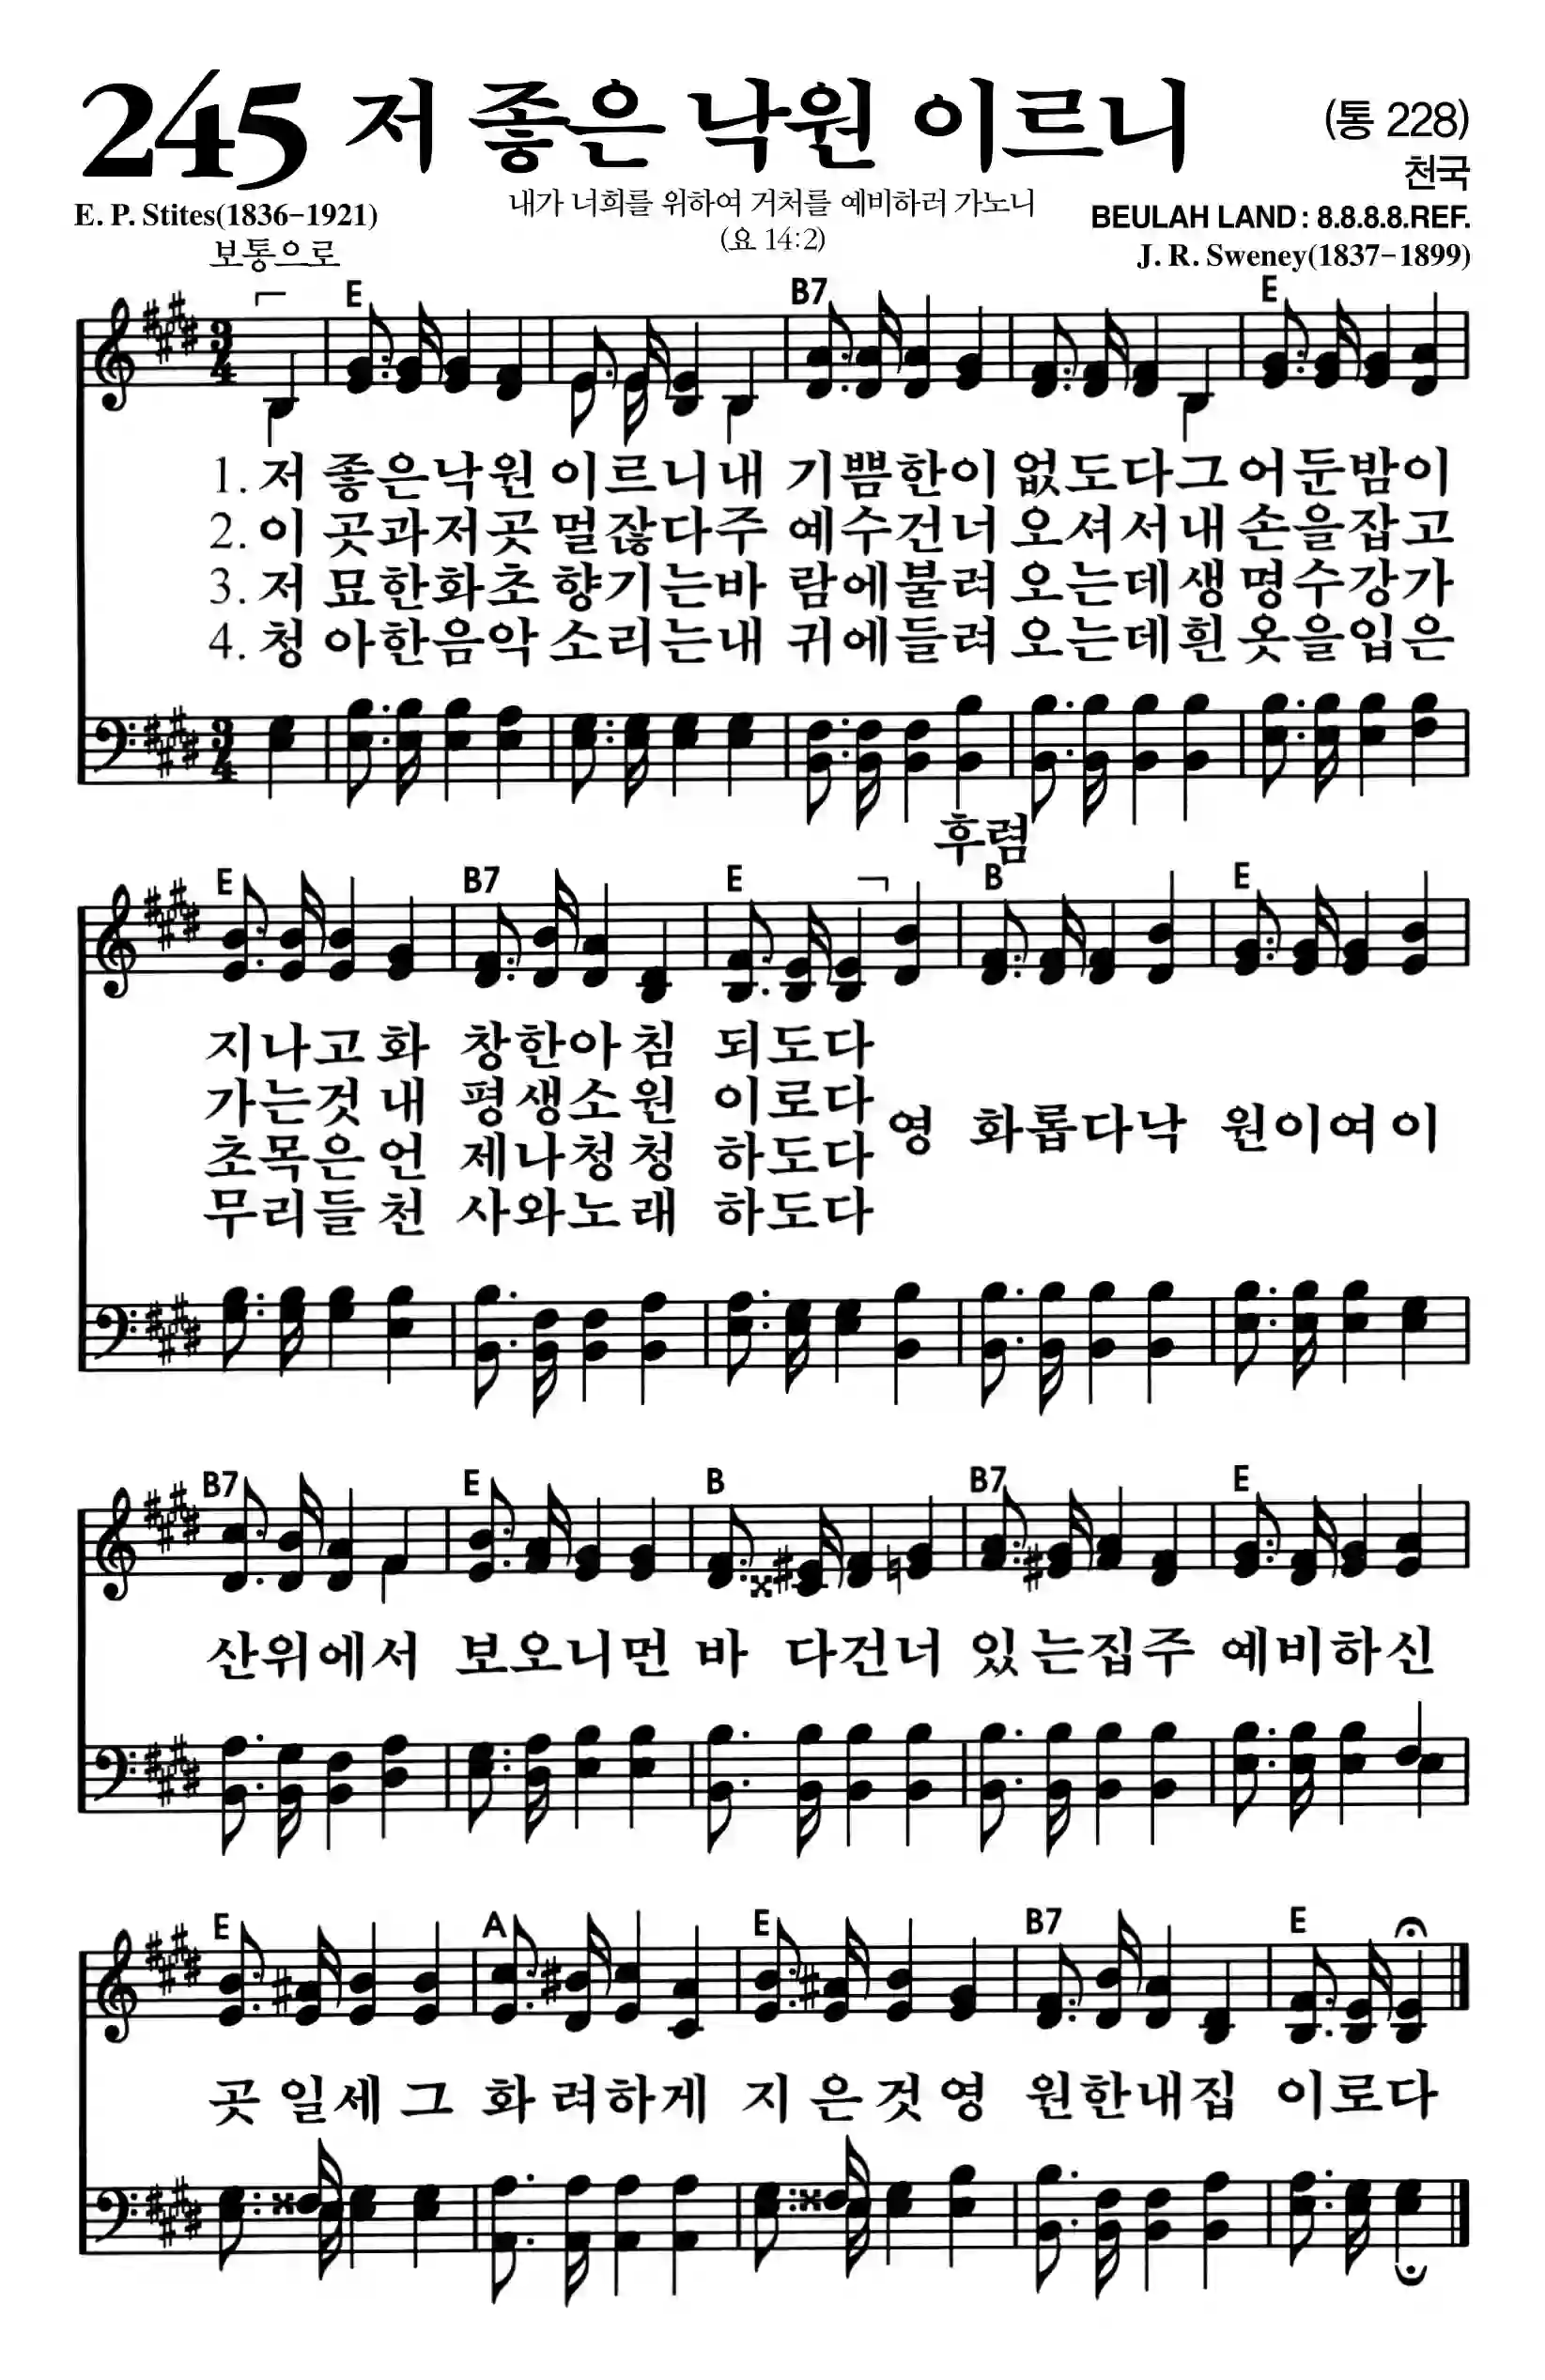 245 저 좋은 낙원 이르니 (통 228)
천국
E. P. Stites(1836-1921) 내가 너희를 위하여 거처를 예비하러 가노니 BEULAH LAND : 8.8.8.8.REF.
보통으로 (요 14:2) J. R. Sweney(1837-1899)
E B7 E
3/4
1. 저 좋은낙원 이르니내 기쁨한이 없도다그 어둔밤이
2. 이 곳과저곳 멀잖다주 예수건너 오셔서내 손을잡고
3. 저 묘한화초 향기는바 람에불려 오는데생 명수강가
4. 청 아한음악 소리는내 귀에들려 오는데흰 옷을입은
3/4
후렴
E B7 E B E
지나고화 창한아침 되도다
가는것내 평생소원 이로다
영 화롭다낙 원이여이
초목은언 제나청청 하도다
무리들천 사와노래 하도다
B7 E B B7 E
산위에서 보오니먼 바 다건너 있는집주 예비하신
E A E B7 E
곳 일세그 화려하게 지은것영 원한내집 이로다